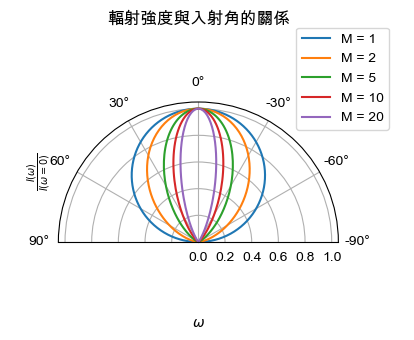 輻射強度與入射角的關係
M = 1
M = 2
M = 5
M = 10
M = 20
0°
30°
-30°
60°
-60°
90°
-90°
I(ω)
I(ω = 0)
0.0 0.2 0.4 0.6 0.8 1.0
ω